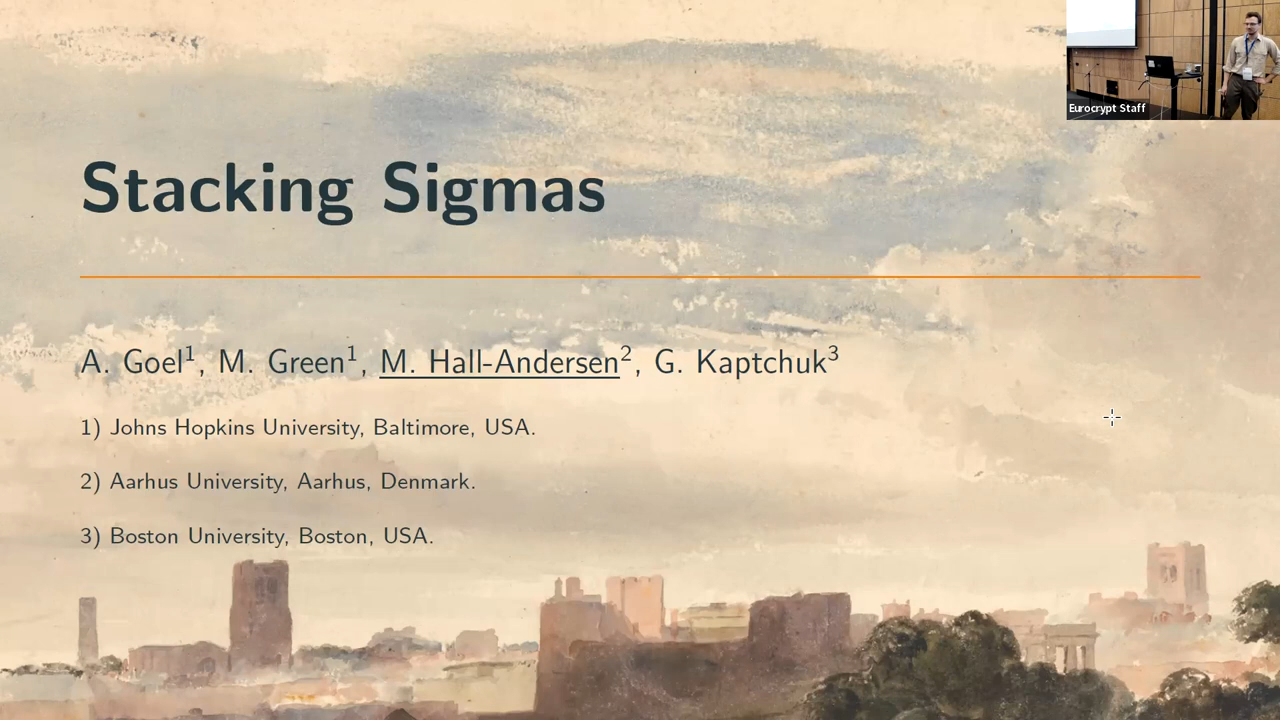 Eurocrypt Staff
Stacking Sigmas
A. Goel¹, M. Green¹, M. Hall-Andersen², G. Kaptchuk³
1) Johns Hopkins University, Baltimore, USA.
2) Aarhus University, Aarhus, Denmark.
3) Boston University, Boston, USA.